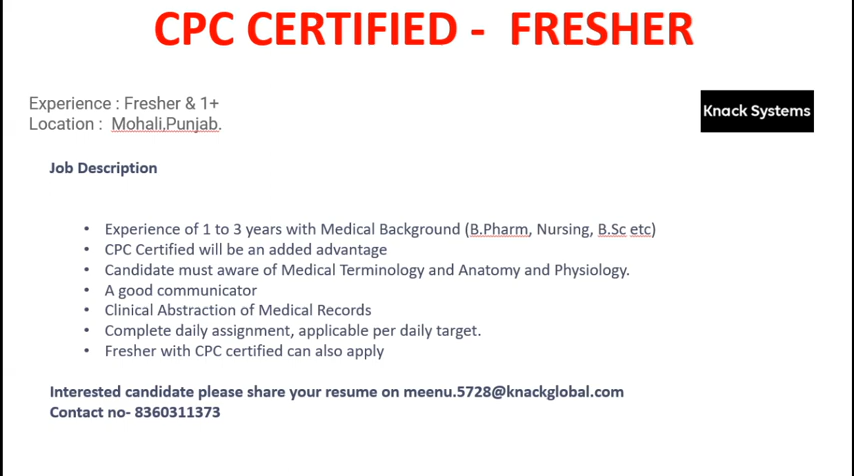 CPC CERTIFIED - FRESHER
Experience : Fresher & 1+
Location : Mohali,Punjab.
Knack Systems
Job Description
• Experience of 1 to 3 years with Medical Background (B.Pharm, Nursing, B.Sc etc)
• CPC Certified will be an added advantage
• Candidate must aware of Medical Terminology and Anatomy and Physiology.
• A good communicator
• Clinical Abstraction of Medical Records
• Complete daily assignment, applicable per daily target.
• Fresher with CPC certified can also apply
Interested candidate please share your resume on meenu.5728@knackglobal.com
Contact no- 8360311373